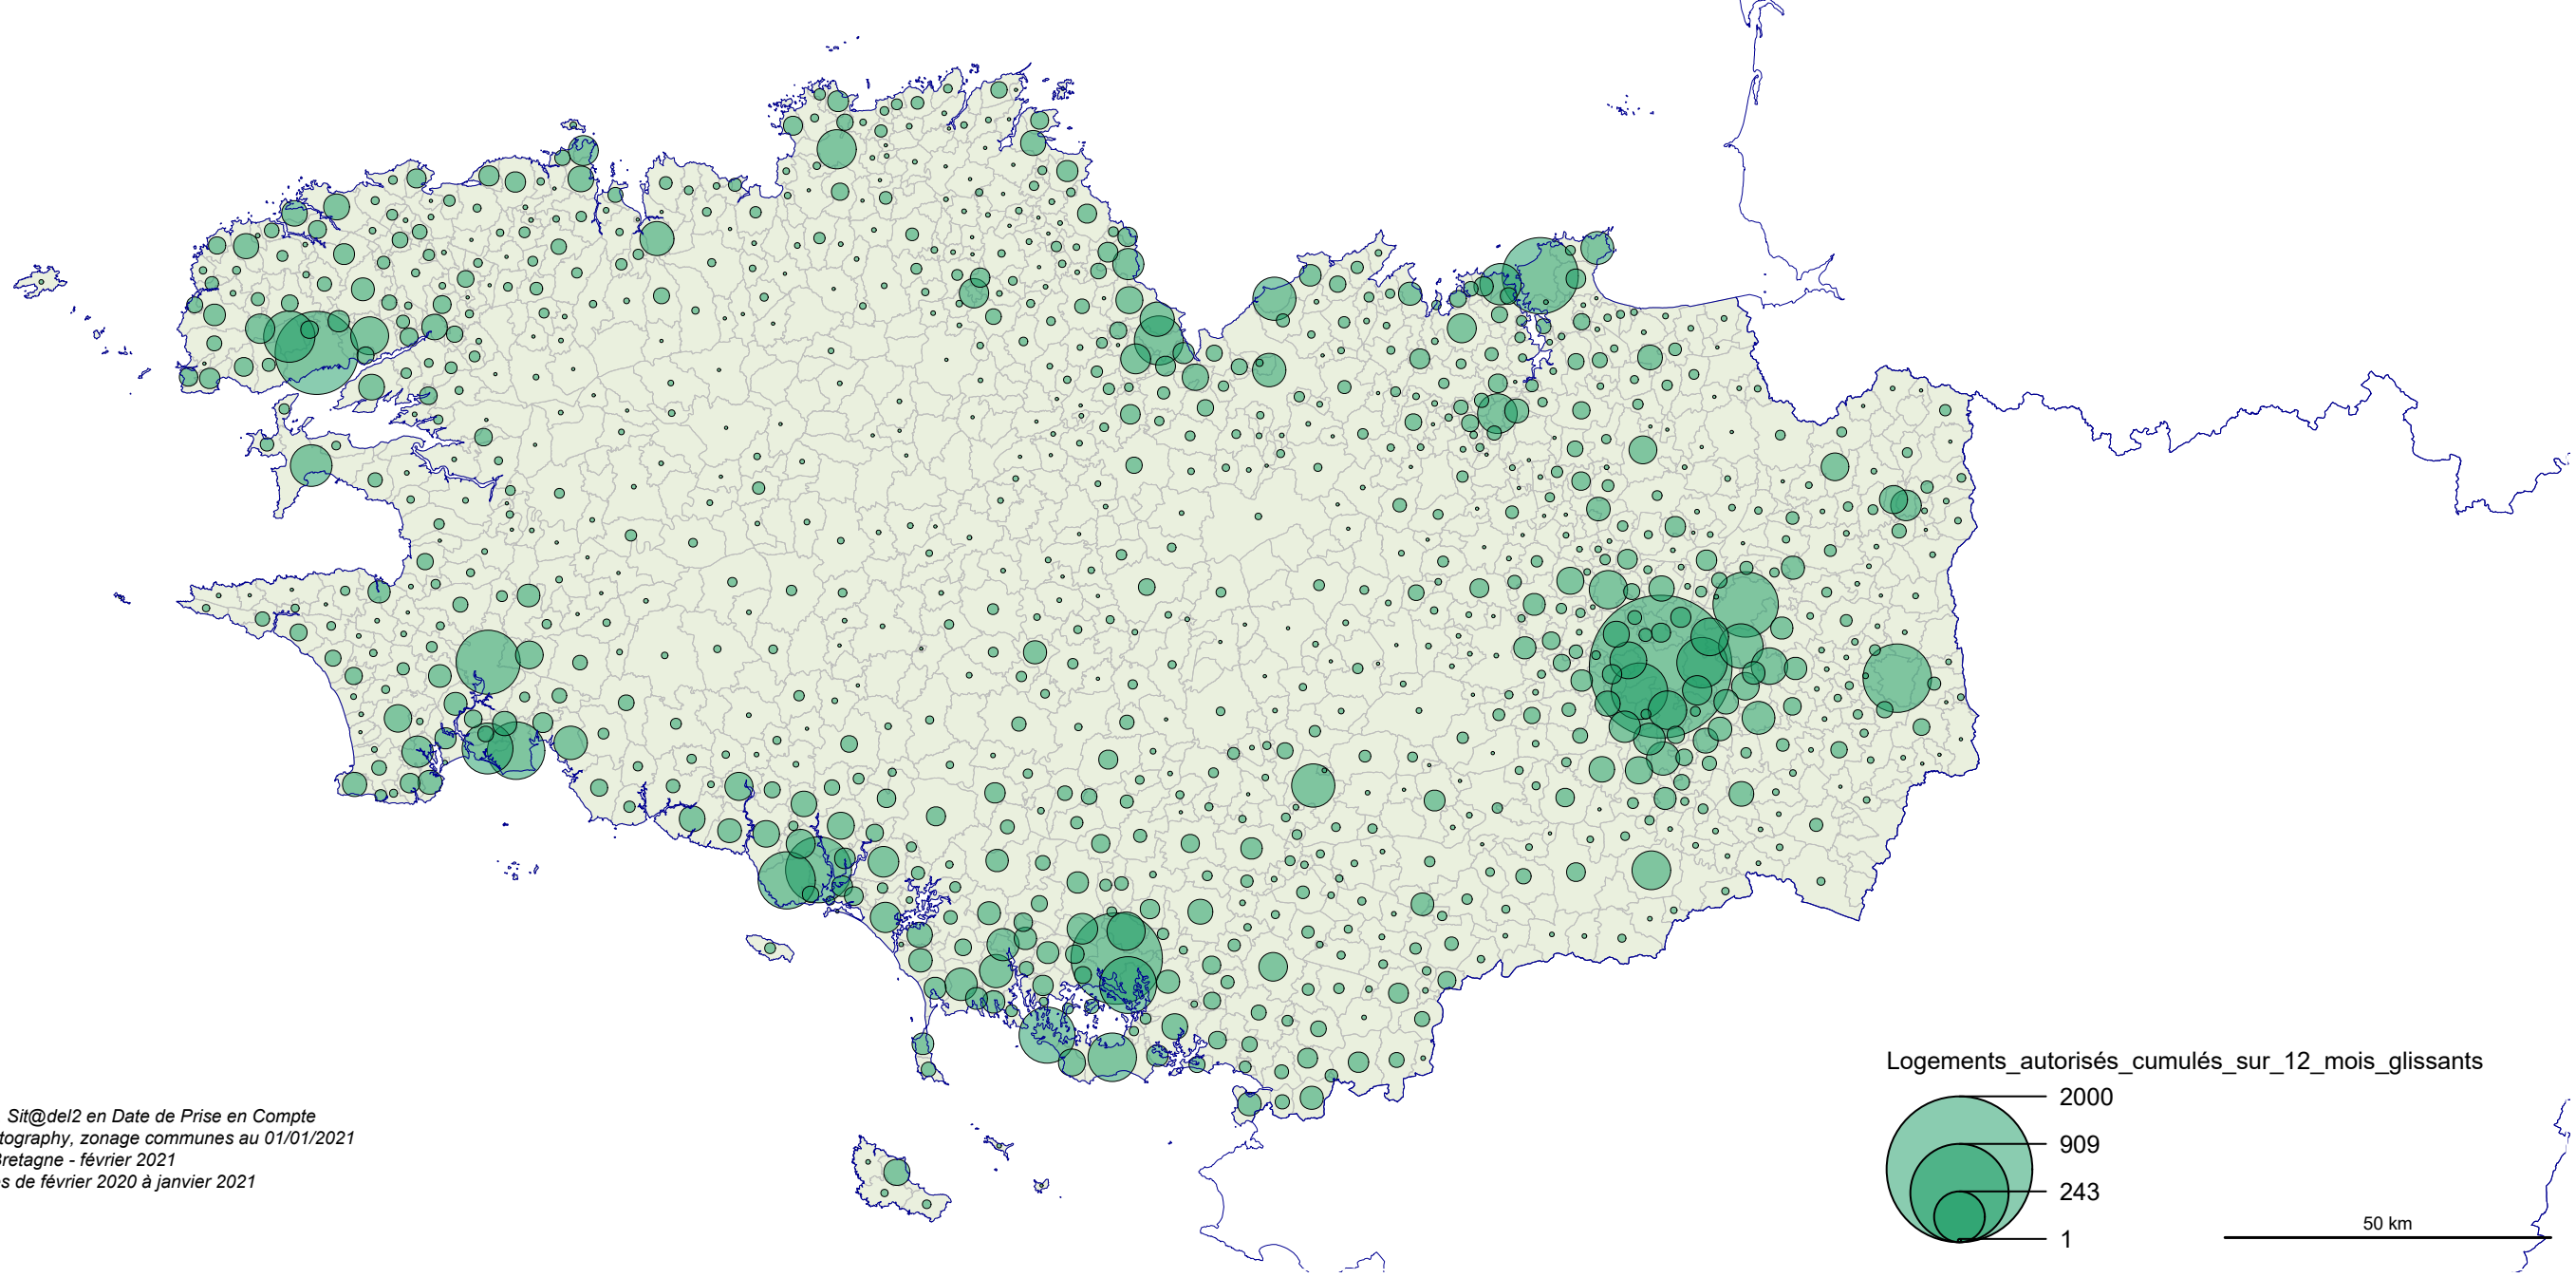 Logements_autorisés_cumulés_sur_12_mois_glissants
2000
909
243
1
50 km
Sit@del2 en Date de Prise en Compte
tography, zonage communes au 01/01/2021
Bretagne - février 2021
s de février 2020 à janvier 2021